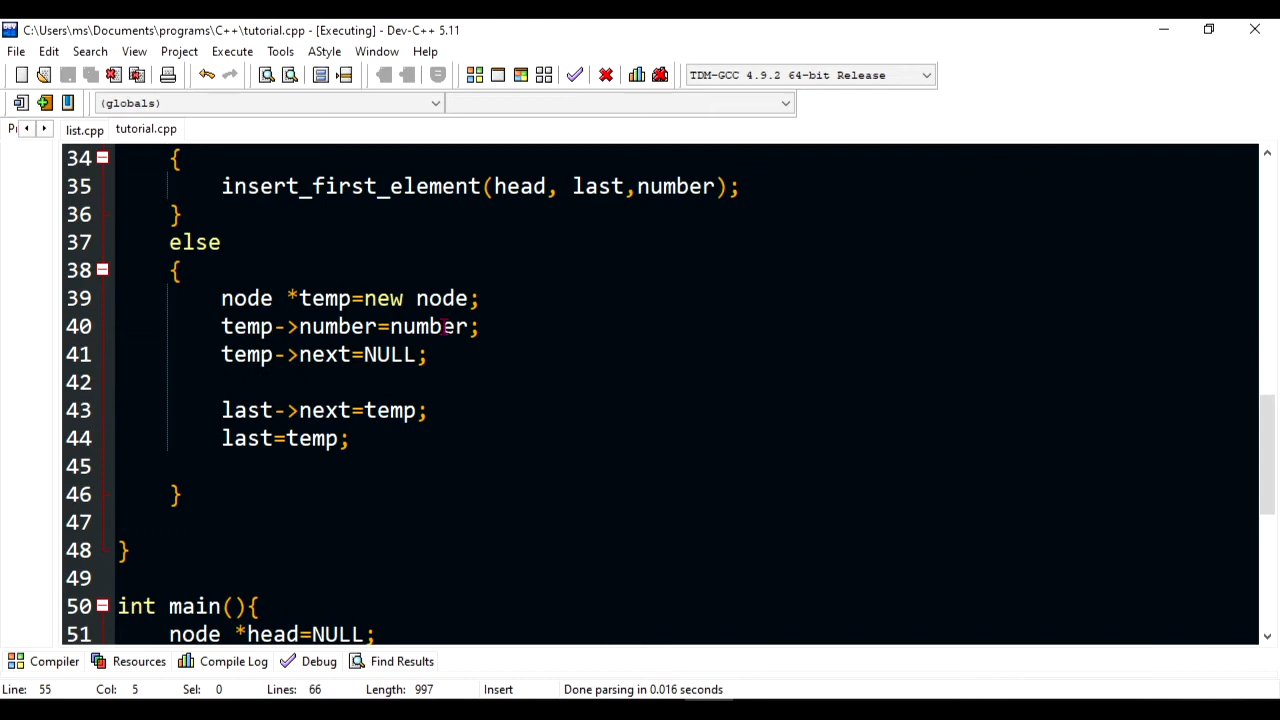 C:\Users\ms\Documents\programs\C++\tutorial.cpp - [Executing] - Dev-C++ 5.11
File Edit Search View Project Execute Tools AStyle Window Help
TDM-GCC 4.9.2 64-bit Release
(globals)
list.cpp tutorial.cpp
34 {
35 insert_first_element(head, last,number);
36 }
37 else
38 {
39 node *temp=new node;
40 temp->number=number;
41 temp->next=NULL;
42
43 last->next=temp;
44 last=temp;
45
46 }
47
48 }
49
50 int main(){
51 node *head=NULL;
Compiler Resources Compile Log Debug Find Results
Line: 55 Col: 5 Sel: 0 Lines: 66 Length: 997 Insert Done parsing in 0.016 seconds